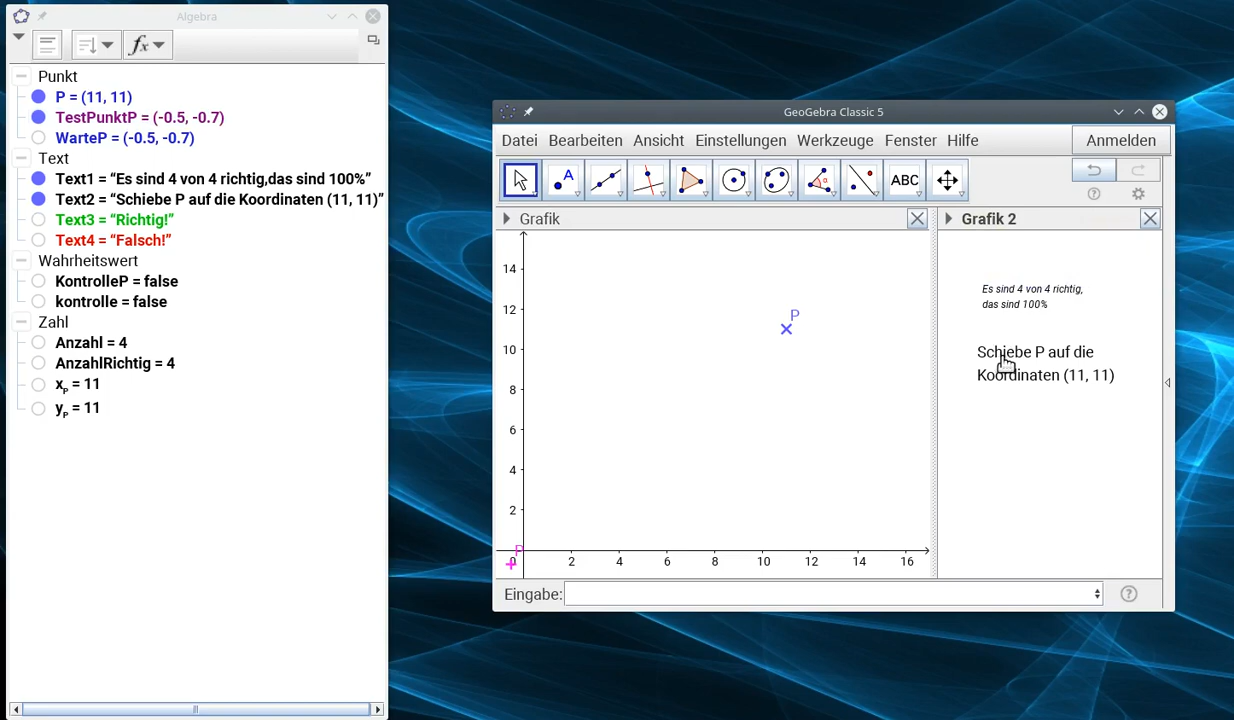 Algebra
fx
Punkt
P = (11, 11)
TestPunktP = (-0.5, -0.7)
WarteP = (-0.5, -0.7)
Text
Text1 = “Es sind 4 von 4 richtig,das sind 100%”
Text2 = “Schiebe P auf die Koordinaten (11, 11)”
Text3 = “Richtig!”
Text4 = “Falsch!”
Wahrheitswert
KontrolleP = false
kontrolle = false
Zahl
Anzahl = 4
AnzahlRichtig = 4
xP = 11
yP = 11
GeoGebra Classic 5
Datei Bearbeiten Ansicht Einstellungen Werkzeuge Fenster Hilfe
Anmelden
A
α
ABC
Grafik
14
12
10
8
6
4
2
0 2 4 6 8 10 12 14 16
P
P
Grafik 2
Es sind 4 von 4 richtig,
das sind 100%
Schiebe P auf die
Koordinaten (11, 11)
Eingabe: